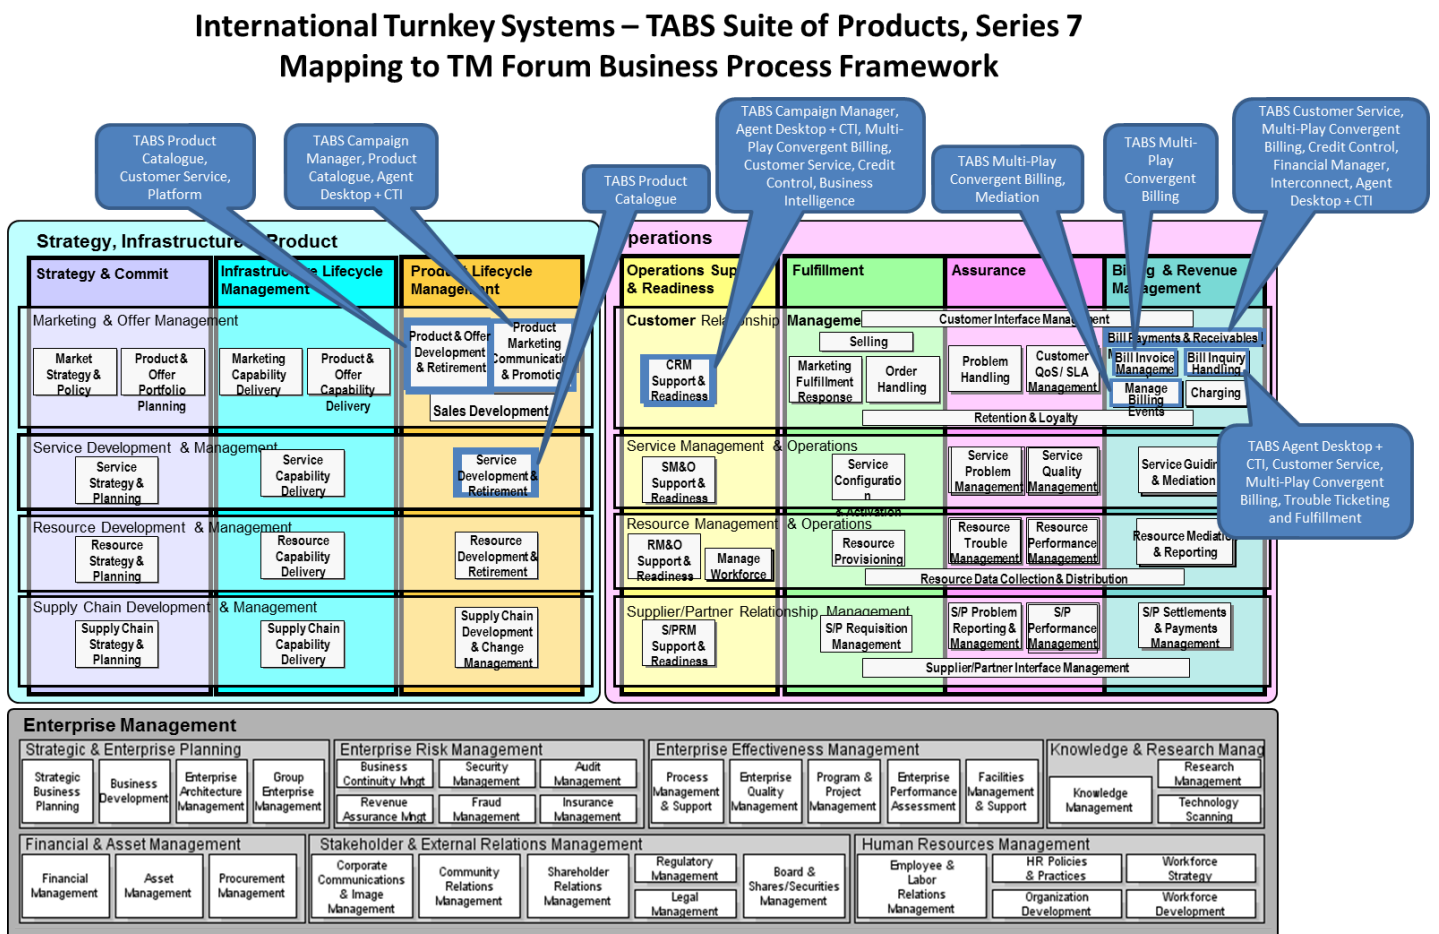 International Turnkey Systems – TABS Suite of Products, Series 7
Mapping to TM Forum Business Process Framework
TABS Product
Catalogue,
Customer Service,
Platform
TABS Campaign
Manager, Product
Catalogue, Agent
Desktop + CTI
TABS Product
Catalogue
TABS Campaign Manager,
Agent Desktop + CTI, Multi-
Play Convergent Billing,
Customer Service, Credit
Control, Business
Intelligence
TABS Multi-Play
Convergent Billing,
Mediation
TABS Multi-
Play
Convergent
Billing
TABS Customer Service,
Multi-Play Convergent
Billing, Credit Control,
Financial Manager,
Interconnect, Agent
Desktop + CTI
TABS Agent Desktop +
CTI, Customer Service,
Multi-Play Convergent
Billing, Trouble Ticketing
and Fulfillment
Strategy, Infrastructure Product
Strategy & Commit
Infrastructure Lifecycle
Management
Product Lifecycle
Management
Marketing & Offer Management
Market
Strategy &
Policy
Product &
Offer
Portfolio
Planning
Marketing
Capability
Delivery
Product &
Offer
Capability
Delivery
Product & Offer
Development
& Retirement
Product
Marketing
Communicatio
& Promotion
Sales Development
Service Development & Management
Service
Strategy &
Planning
Service
Capability
Delivery
Service
Development &
Retirement
Resource Development & Management
Resource
Strategy &
Planning
Resource
Capability
Delivery
Resource
Development &
Retirement
Supply Chain Development & Management
Supply Chain
Strategy &
Planning
Supply Chain
Capability
Delivery
Supply Chain
Development
& Change
Management
perations
Operations Supp
& Readiness
Fulfillment
Assurance
Billing & Revenue
Management
Customer Relationship Manageme
Customer Interface Management
Selling
CRM
Support &
Readiness
Marketing
Fulfillment
Response
Order
Handling
Problem
Handling
Customer
QoS / SLA
Management
Bill Payments & Receivables
Bill Invoice
Managemen
Bill Inquiry
Handling
Manage
Billing
Events
Charging
Retention & Loyalty
Service Management & Operations
SM&O
Support &
Readiness
Service
Configuratio
n
& Activation
Service
Problem
Management
Service
Quality
Management
Service Guidin
& Mediation
Resource Management & Operations
RM&O
Support &
Readiness
Manage
Workforce
Resource
Provisioning
Resource
Trouble
Management
Resource
Performance
Management
Resource Mediatio
& Reporting
Resource Data Collection & Distribution
Supplier/Partner Relationship Management
S/PRM
Support &
Readiness
S/P Requisition
Management
S/P Problem
Reporting &
Management
S/P
Performance
Management
S/P Settlements
& Payments
Management
Supplier/Partner Interface Management
Enterprise Management
Strategic & Enterprise Planning
Strategic
Business
Planning
Business
Development
Enterprise
Architecture
Management
Group
Enterprise
Management
Enterprise Risk Management
Business
Continuity Mngt
Security
Management
Audit
Management
Revenue
Assurance Mngt
Fraud
Management
Insurance
Management
Enterprise Effectiveness Management
Process
Management
& Support
Enterprise
Quality
Management
Program &
Project
Management
Enterprise
Performance
Assessment
Facilities
Management
& Support
Knowledge & Research Manag
Knowledge
Management
Research
Management
Technology
Scanning
Financial & Asset Management
Financial
Management
Asset
Management
Procurement
Management
Stakeholder & External Relations Management
Corporate
Communications
& Image
Management
Community
Relations
Management
Shareholder
Relations
Management
Regulatory
Management
Legal
Management
Board &
Shares/Securities
Management
Human Resources Management
Employee &
Labor
Relations
Management
HR Policies
& Practices
Organization
Development
Workforce
Strategy
Workforce
Development